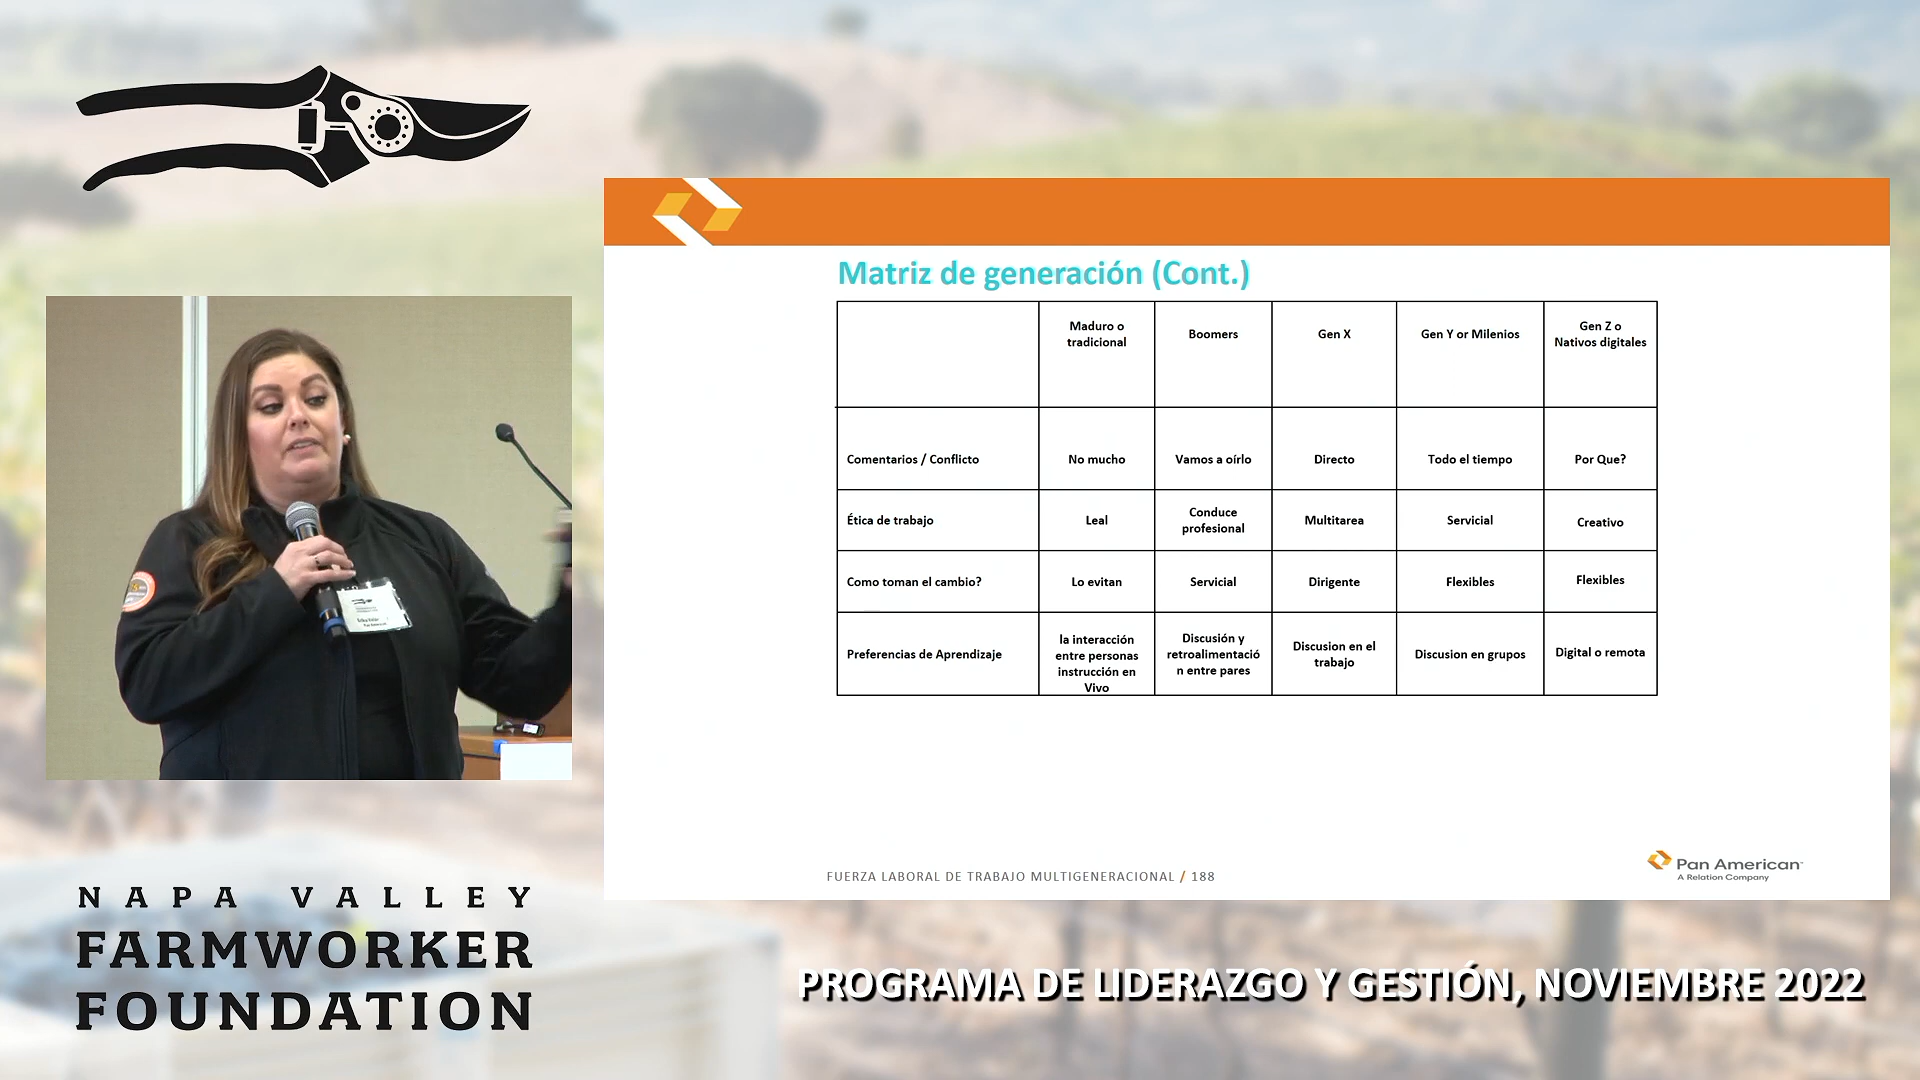 NAPA VALLEY
FARMWORKER
FOUNDATION
Matriz de generación (Cont.)
Maduro o
tradicional
Boomers
Gen X
Gen Y or Milenios
Gen Z o
Nativos digitales
Comentarios / Conflicto
No mucho
Vamos a oírlo
Directo
Todo el tiempo
Por Que?
Ética de trabajo
Leal
Conduce
profesional
Multitarea
Servicial
Creativo
Como toman el cambio?
Lo evitan
Servicial
Dirigente
Flexibles
Flexibles
Preferencias de Aprendizaje
la interacción
entre personas
instrucción en
Vivo
Discusión y
retroalimentació
n entre pares
Discusion en el
trabajo
Discusion en grupos
Digital o remota
FUERZA LABORAL DE TRABAJO MULTIGENERACIONAL / 188
Pan American
A Relation Company
PROGRAMA DE LIDERAZGO Y GESTIÓN, NOVIEMBRE 2022